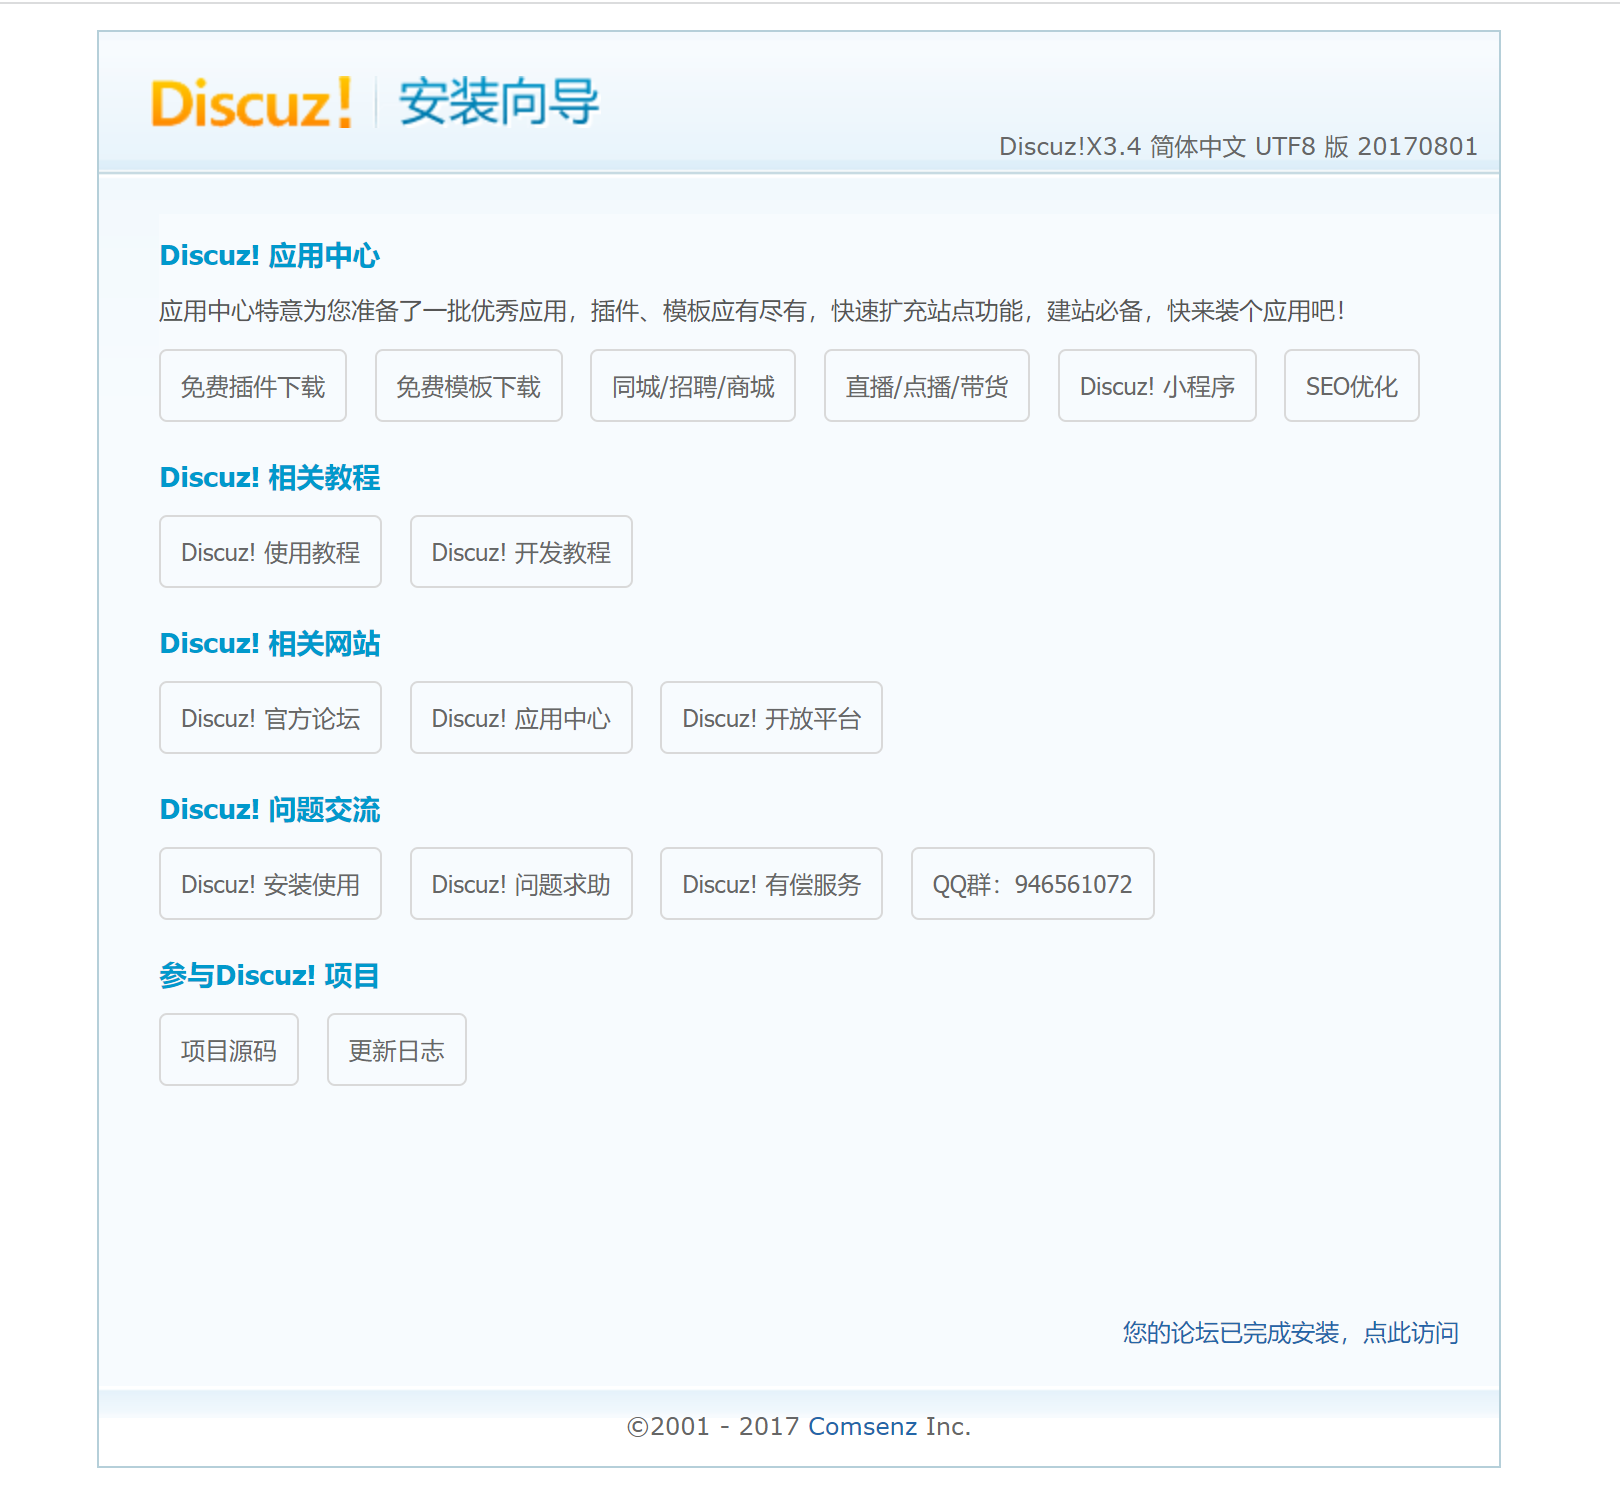 Discuz! 安装向导
Discuz!X3.4 简体中文 UTF8 版 20170801
Discuz! 应用中心
应用中心特意为您准备了一批优秀应用，插件、模板应有尽有，快速扩充站点功能，建站必备，快来装个应用吧！
免费插件下载 免费模板下载 同城/招聘/商城 直播/点播/带货 Discuz! 小程序 SEO优化
Discuz! 相关教程
Discuz! 使用教程 Discuz! 开发教程
Discuz! 相关网站
Discuz! 官方论坛 Discuz! 应用中心 Discuz! 开放平台
Discuz! 问题交流
Discuz! 安装使用 Discuz! 问题求助 Discuz! 有偿服务 QQ群：946561072
参与Discuz! 项目
项目源码 更新日志
您的论坛已完成安装，点此访问
©2001 - 2017 Comsenz Inc.